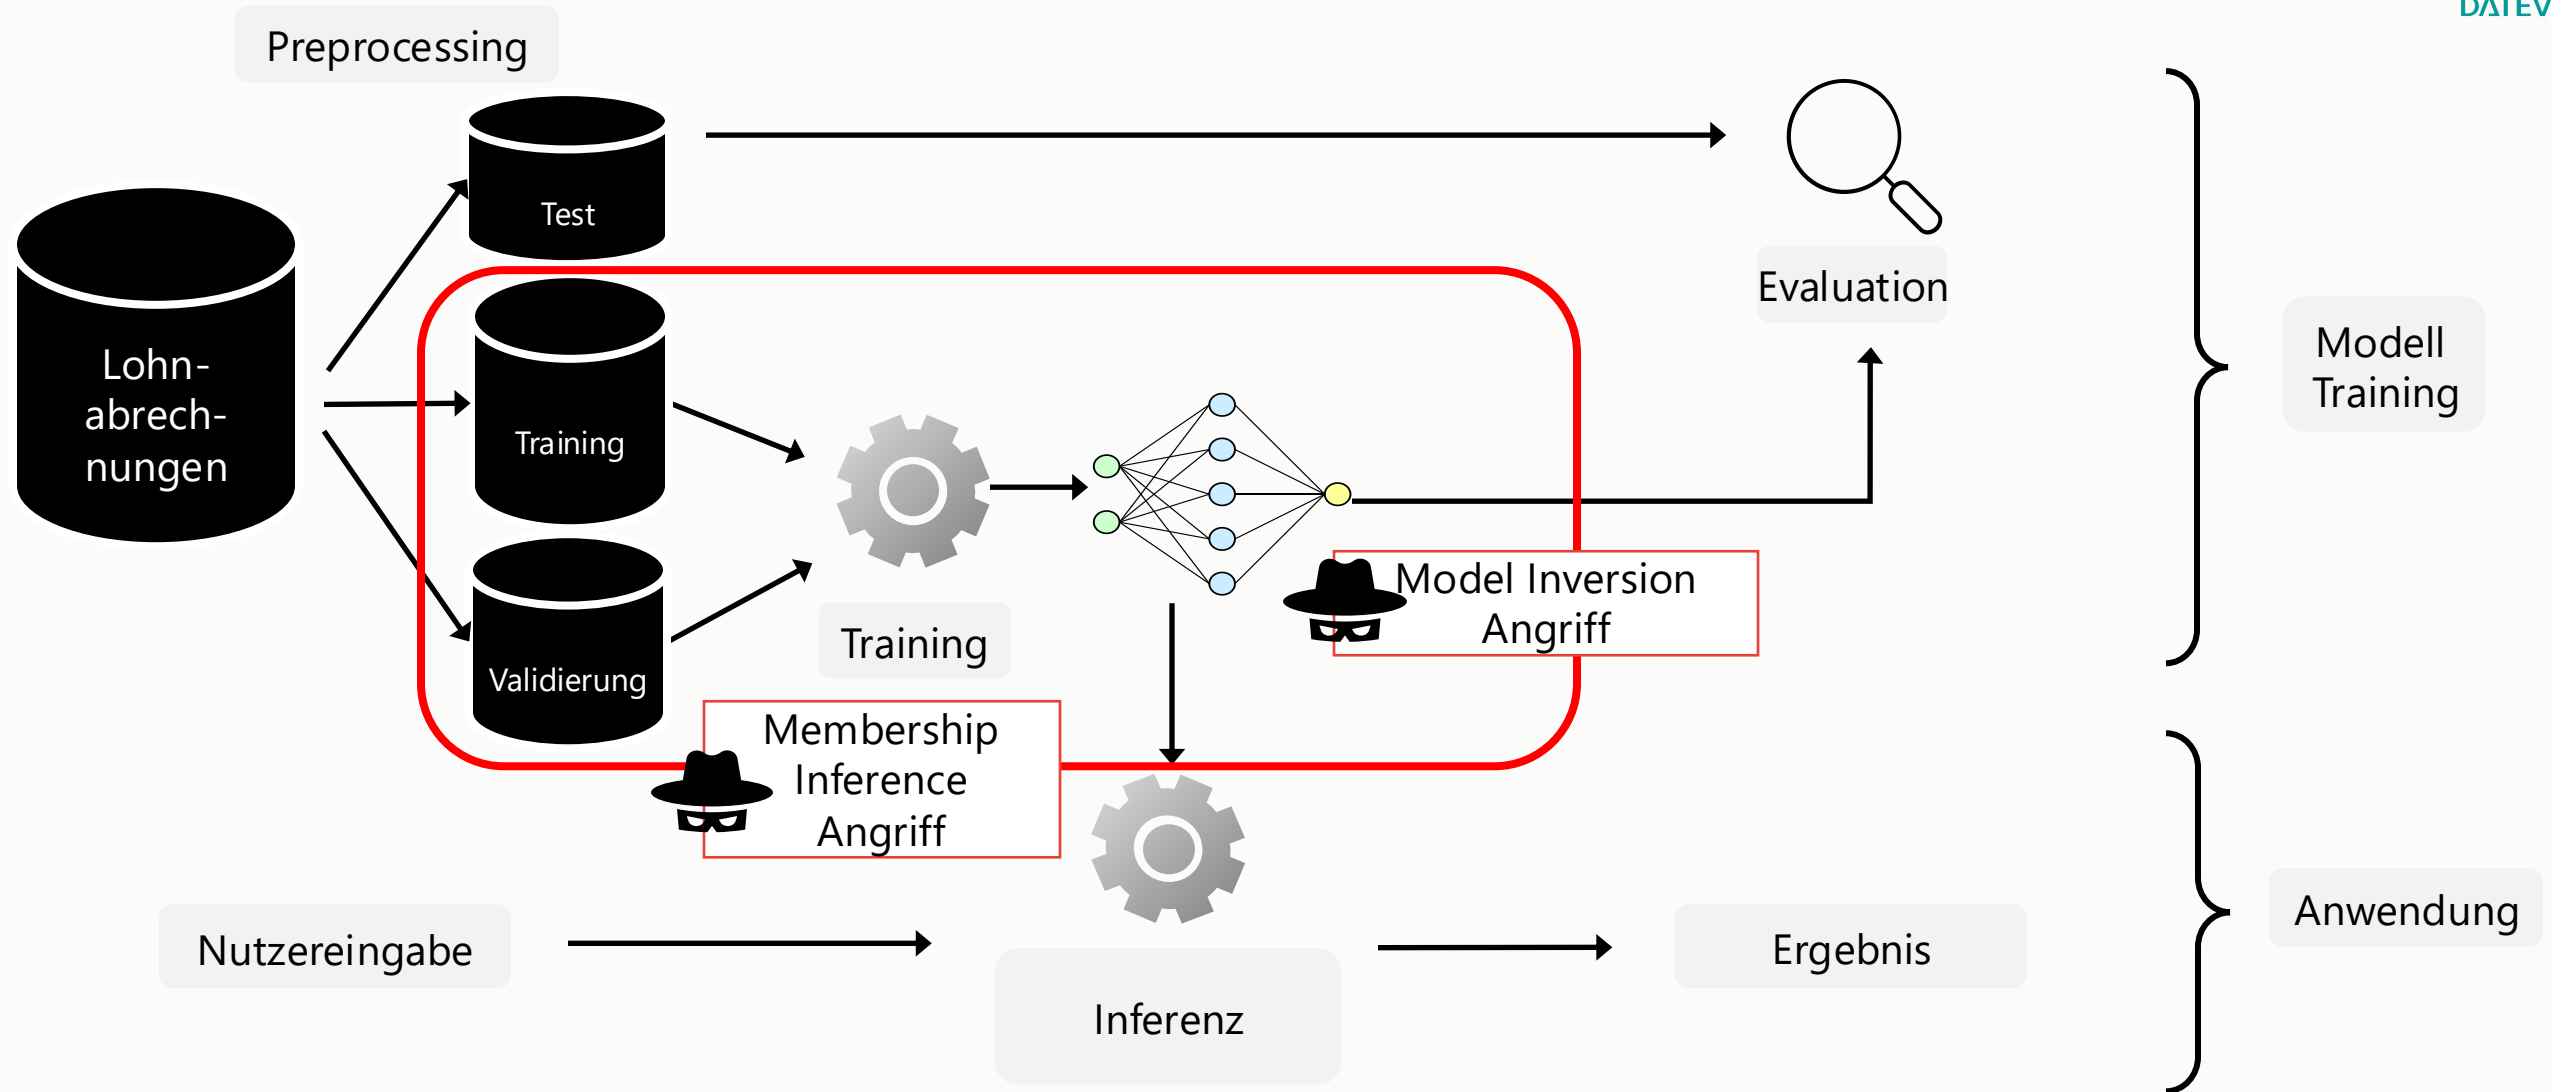 DATEV
Preprocessing
Test
Lohn-
abrech-
nungen
Training
Validierung
Training
Evaluation
Modell
Training
Model Inversion
Angriff
Membership
Inference
Angriff
Nutzereingabe
Inferenz
Ergebnis
Anwendung